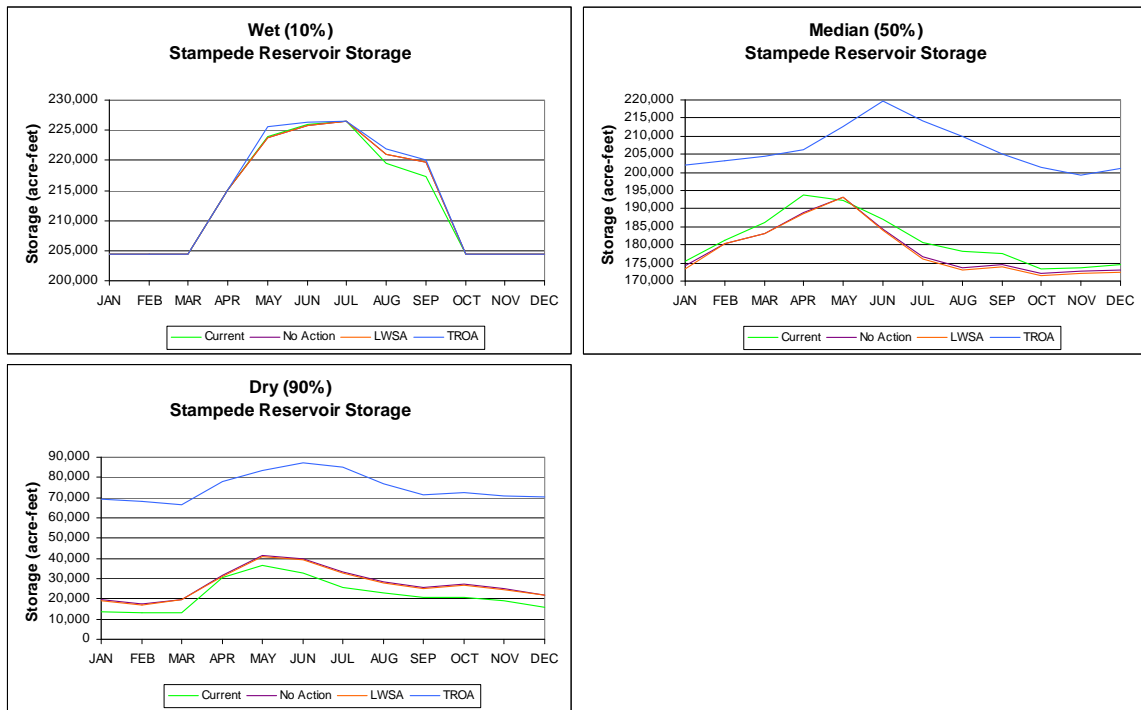 Wet (10%)
Stampede Reservoir Storage
Storage (acre-feet)
230,000
225,000
220,000
215,000
210,000
205,000
200,000
JAN FEB MAR APR MAY JUN JUL AUG SEP OCT NOV DEC
Current No Action LWSA TROA
Median (50%)
Stampede Reservoir Storage
Storage (acre-feet)
220,000
215,000
210,000
205,000
200,000
195,000
190,000
185,000
180,000
175,000
170,000
JAN FEB MAR APR MAY JUN JUL AUG SEP OCT NOV DEC
Current No Action LWSA TROA
Dry (90%)
Stampede Reservoir Storage
Storage (acre-feet)
90,000
80,000
70,000
60,000
50,000
40,000
30,000
20,000
10,000
0
JAN FEB MAR APR MAY JUN JUL AUG SEP OCT NOV DEC
Current No Action LWSA TROA